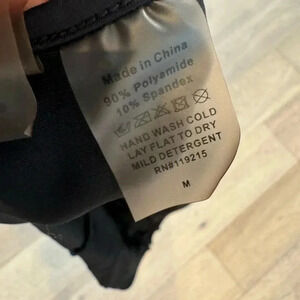 Made in China
90% Polyamide
10% Spandex
HAND WASH COLD
LAY FLAT TO DRY
MILD DETERGENT
RN#119215
M